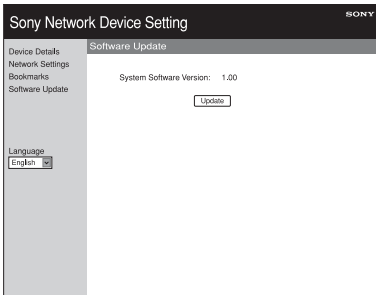 Sony Network Device Setting
SONY
Device Details
Network Settings
Bookmarks
Software Update
Language
English
Software Update
System Software Version: 1.00
Update